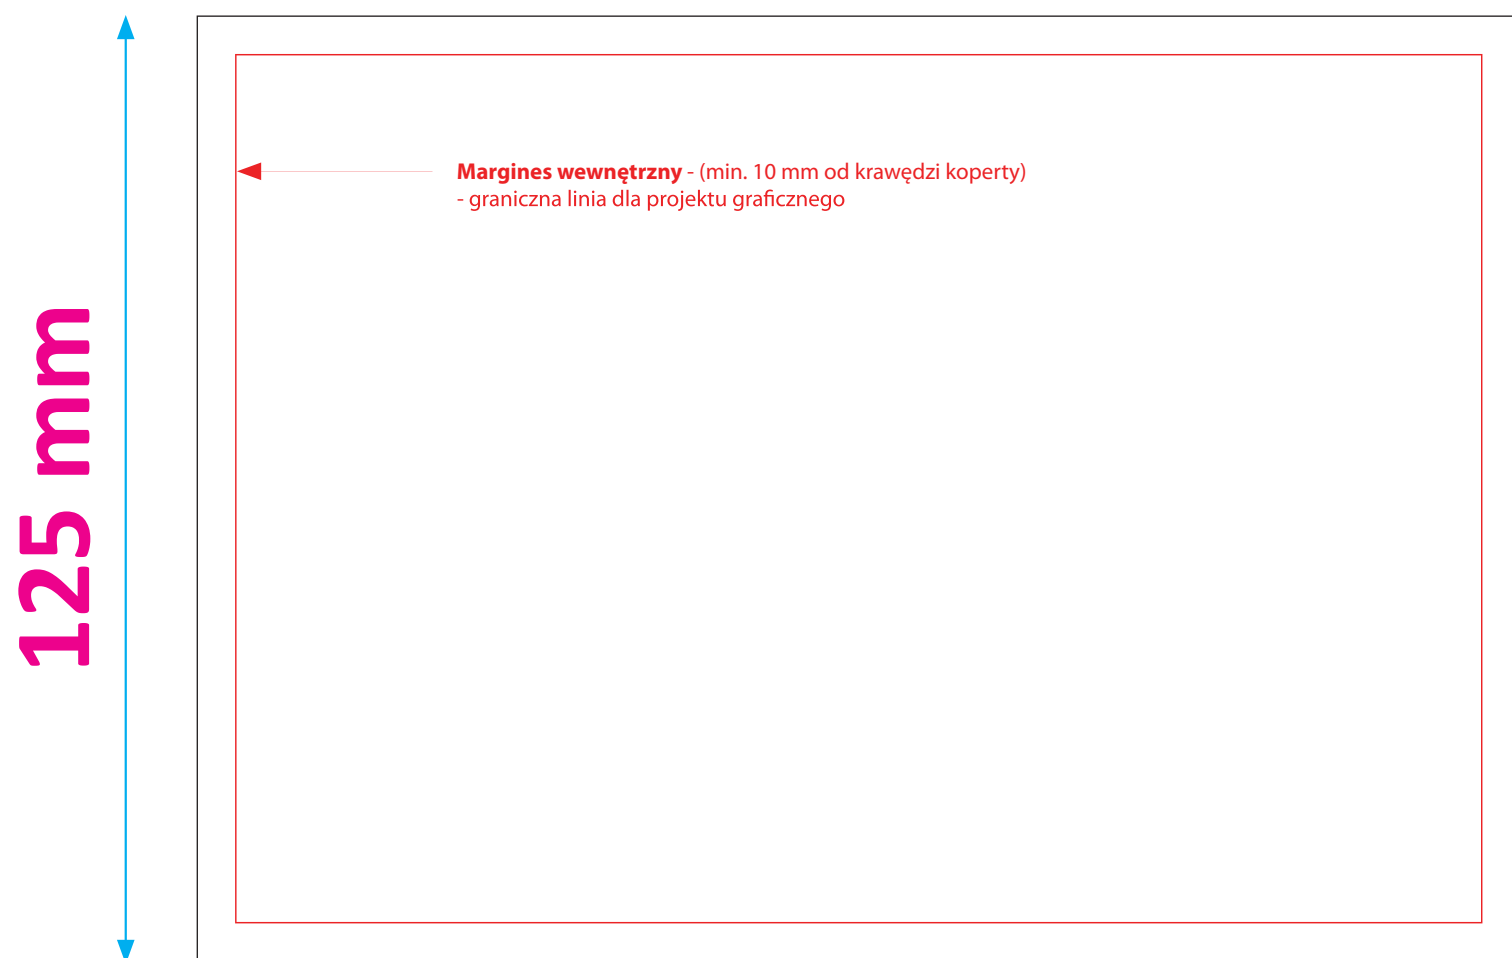 125 mm
Margines wewnętrzny - (min. 10 mm od krawędzi koperty)
- graniczna linia dla projektu graficznego